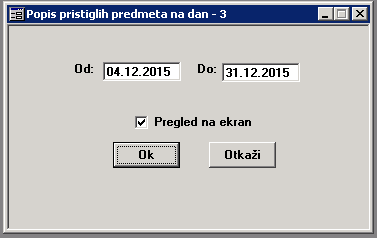 Popis pristiglih predmeta na dan - 3
Od: 04.12.2015 Do: 31.12.2015
Pregled na ekran
Ok Otkaži